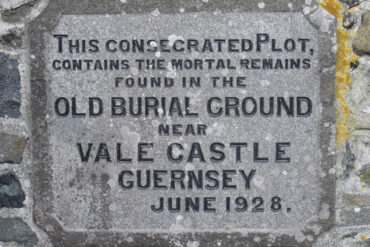 THIS CONSECRATED PLOT,
CONTAINS THE MORTAL REMAINS
FOUND IN THE
OLD BURIAL GROUND
NEAR
VALE CASTLE
GUERNSEY
JUNE 1928.